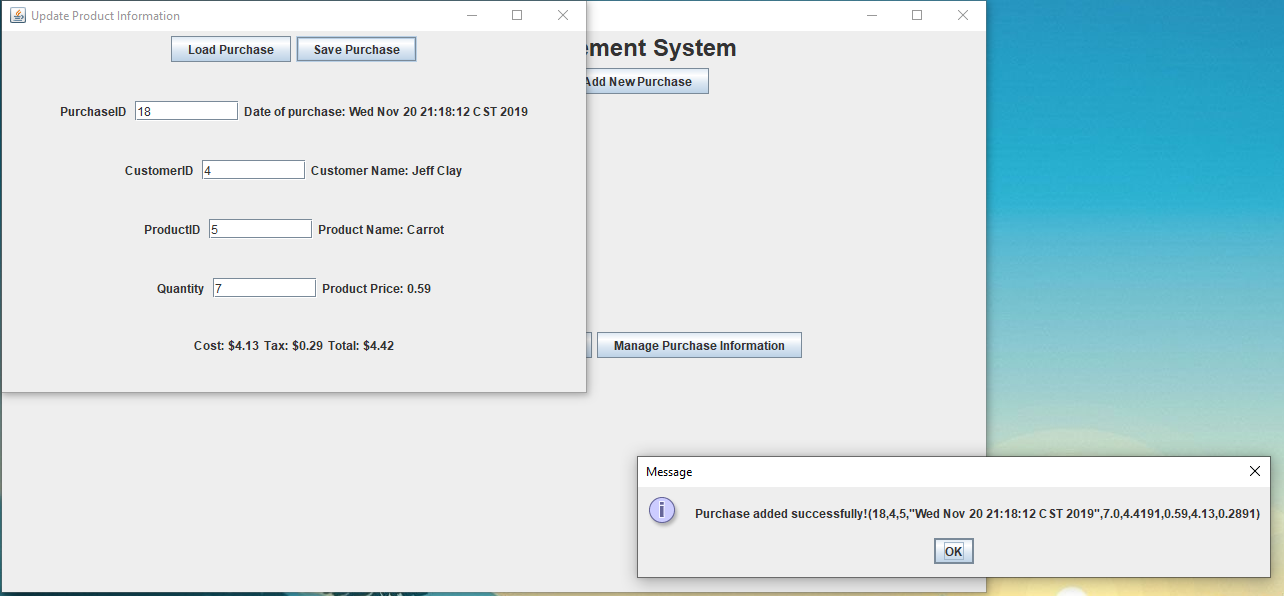 Update Product Information
Load Purchase Save Purchase
PurchaseID 18 Date of purchase: Wed Nov 20 21:18:12 CST 2019
CustomerID 4 Customer Name: Jeff Clay
ProductID 5 Product Name: Carrot
Quantity 7 Product Price: 0.59
Cost: $4.13 Tax: $0.29 Total: $4.42
ement System
Add New Purchase
Manage Purchase Information
Message
Purchase added successfully!(18,4,5,"Wed Nov 20 21:18:12 CST 2019",7.0,4.4191,0.59,4.13,0.2891)
OK